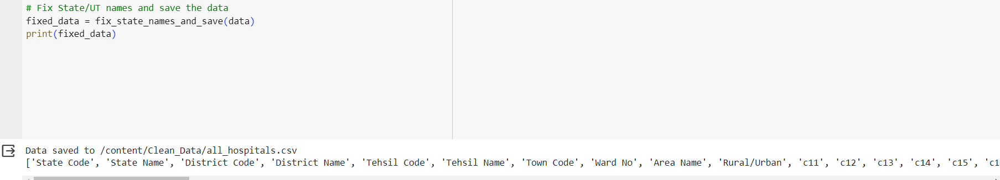 # Fix State/UT names and save the data
fixed_data = fix_state_names_and_save(data)
print(fixed_data)
Data saved to /content/Clean_Data/all_hospitals.csv
['State Code', 'State Name', 'District Code', 'District Name', 'Tehsil Code', 'Tehsil Name', 'Town Code', 'Ward No', 'Area Name', 'Rural/Urban', 'c11', 'c12', 'c13', 'c14', 'c15', 'c1